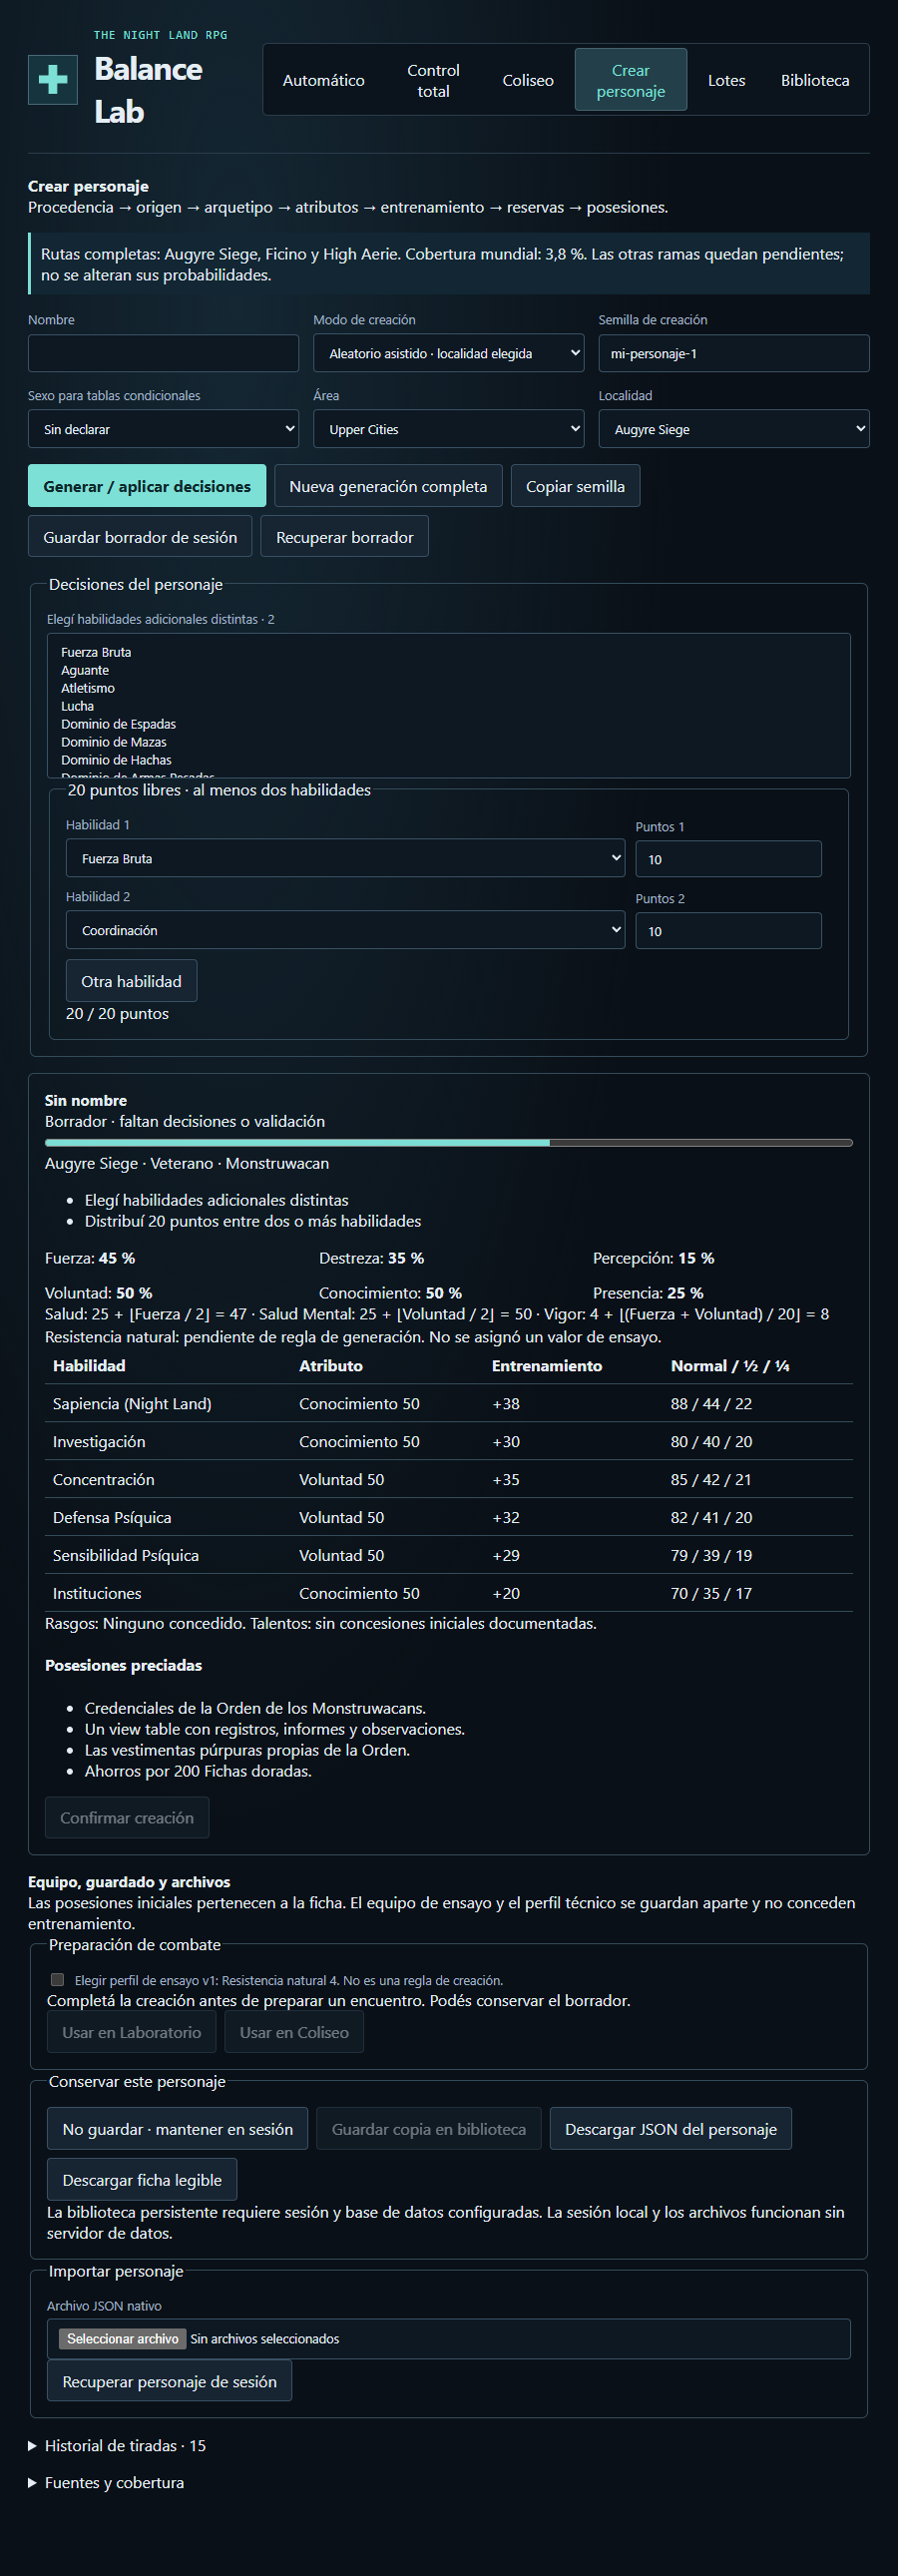 THE NIGHT LAND RPG
Balance
Lab
Automático
Control
total
Coliseo
Crear
personaje
Lotes
Biblioteca
Crear personaje
Procedencia → origen → arquetipo → atributos → entrenamiento → reservas → posesiones.
Rutas completas: Augyre Siege, Ficino y High Aerie. Cobertura mundial: 3,8 %. Las otras ramas quedan pendientes;
no se alteran sus probabilidades.
Nombre
Modo de creación
Semilla de creación
Aleatorio asistido · localidad elegida
mi-personaje-1
Sexo para tablas condicionales
Área
Localidad
Sin declarar
Upper Cities
Augyre Siege
Generar / aplicar decisiones
Nueva generación completa
Copiar semilla
Guardar borrador de sesión
Recuperar borrador
Decisiones del personaje
Elegí habilidades adicionales distintas · 2
Fuerza Bruta
Aguante
Atletismo
Lucha
Dominio de Espadas
Dominio de Mazas
Dominio de Hachas
Dominio de Armas Pesadas
20 puntos libres · al menos dos habilidades
Habilidad 1
Puntos 1
Fuerza Bruta
10
Habilidad 2
Puntos 2
Coordinación
10
Otra habilidad
20 / 20 puntos
Sin nombre
Borrador · faltan decisiones o validación
Augyre Siege · Veterano · Monstruwacan
• Elegí habilidades adicionales distintas
• Distribuí 20 puntos entre dos o más habilidades
Fuerza: 45 %
Destreza: 35 %
Percepción: 15 %
Voluntad: 50 %
Conocimiento: 50 %
Presencia: 25 %
Salud: 25 + ⌊Fuerza / 2⌋ = 47 · Salud Mental: 25 + ⌊Voluntad / 2⌋ = 50 · Vigor: 4 + ⌊(Fuerza + Voluntad) / 20⌋ = 8
Resistencia natural: pendiente de regla de generación. No se asignó un valor de ensayo.
Habilidad Atributo Entrenamiento Normal / ½ / ¼
Sapiencia (Night Land) Conocimiento 50 +38 88 / 44 / 22
Investigación Conocimiento 50 +30 80 / 40 / 20
Concentración Voluntad 50 +35 85 / 42 / 21
Defensa Psíquica Voluntad 50 +32 82 / 41 / 20
Sensibilidad Psíquica Voluntad 50 +29 79 / 39 / 19
Instituciones Conocimiento 50 +20 70 / 35 / 17
Rasgos: Ninguno concedido. Talentos: sin concesiones iniciales documentadas.
Posesiones preciadas
• Credenciales de la Orden de los Monstruwacans.
• Un view table con registros, informes y observaciones.
• Las vestimentas púrpuras propias de la Orden.
• Ahorros por 200 Fichas doradas.
Confirmar creación
Equipo, guardado y archivos
Las posesiones iniciales pertenecen a la ficha. El equipo de ensayo y el perfil técnico se guardan aparte y no conceden
entrenamiento.
Preparación de combate
Elegir perfil de ensayo v1: Resistencia natural 4. No es una regla de creación.
Completá la creación antes de preparar un encuentro. Podés conservar el borrador.
Usar en Laboratorio
Usar en Coliseo
Conservar este personaje
No guardar · mantener en sesión
Guardar copia en biblioteca
Descargar JSON del personaje
Descargar ficha legible
La biblioteca persistente requiere sesión y base de datos configuradas. La sesión local y los archivos funcionan sin
servidor de datos.
Importar personaje
Archivo JSON nativo
Seleccionar archivo Sin archivos seleccionados
Recuperar personaje de sesión
Historial de tiradas · 15
Fuentes y cobertura